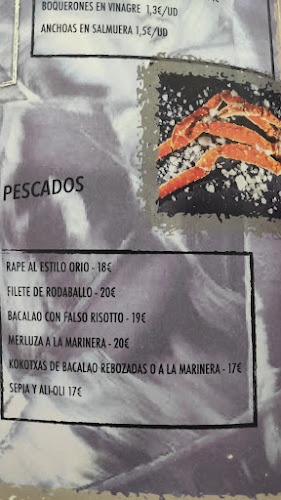 BOQUERONES EN VINAGRE 1,3€/UD
ANCHOAS EN SALMUERA 1,5€/UD
PESCADOS
RAPE AL ESTILO ORIO - 18€
FILETE DE RODABALLO - 20€
BACALAO CON FALSO RISOTTO - 19€
MERLUZA A LA MARINERA - 20€
KOKOTXAS DE BACALAO REBOZADAS O A LA MARINERA - 17€
SEPIA Y ALI-OLI 17€